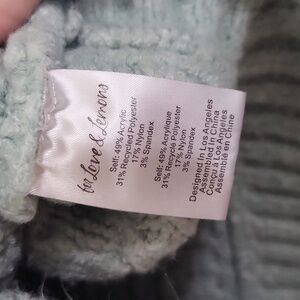 for Love & Lemons
Self: 49% Acrylic
31% Recycled Polyester
17% Nylon
3% Spandex
Self: 49% Acrylique
31% Recyclé Polyester
17% Nylon
3% Spandex
Designed in Los Angeles
Assembled in China
Conçu à Los Angeles
Assemblé en Chine